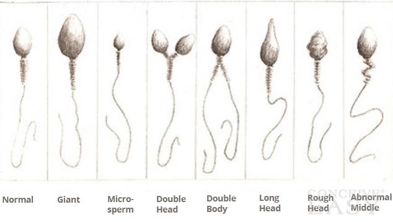 Normal
Giant
Micro-
sperm
Double
Head
Double
Body
Long
Head
Rough
Head
Abnormal
Middle